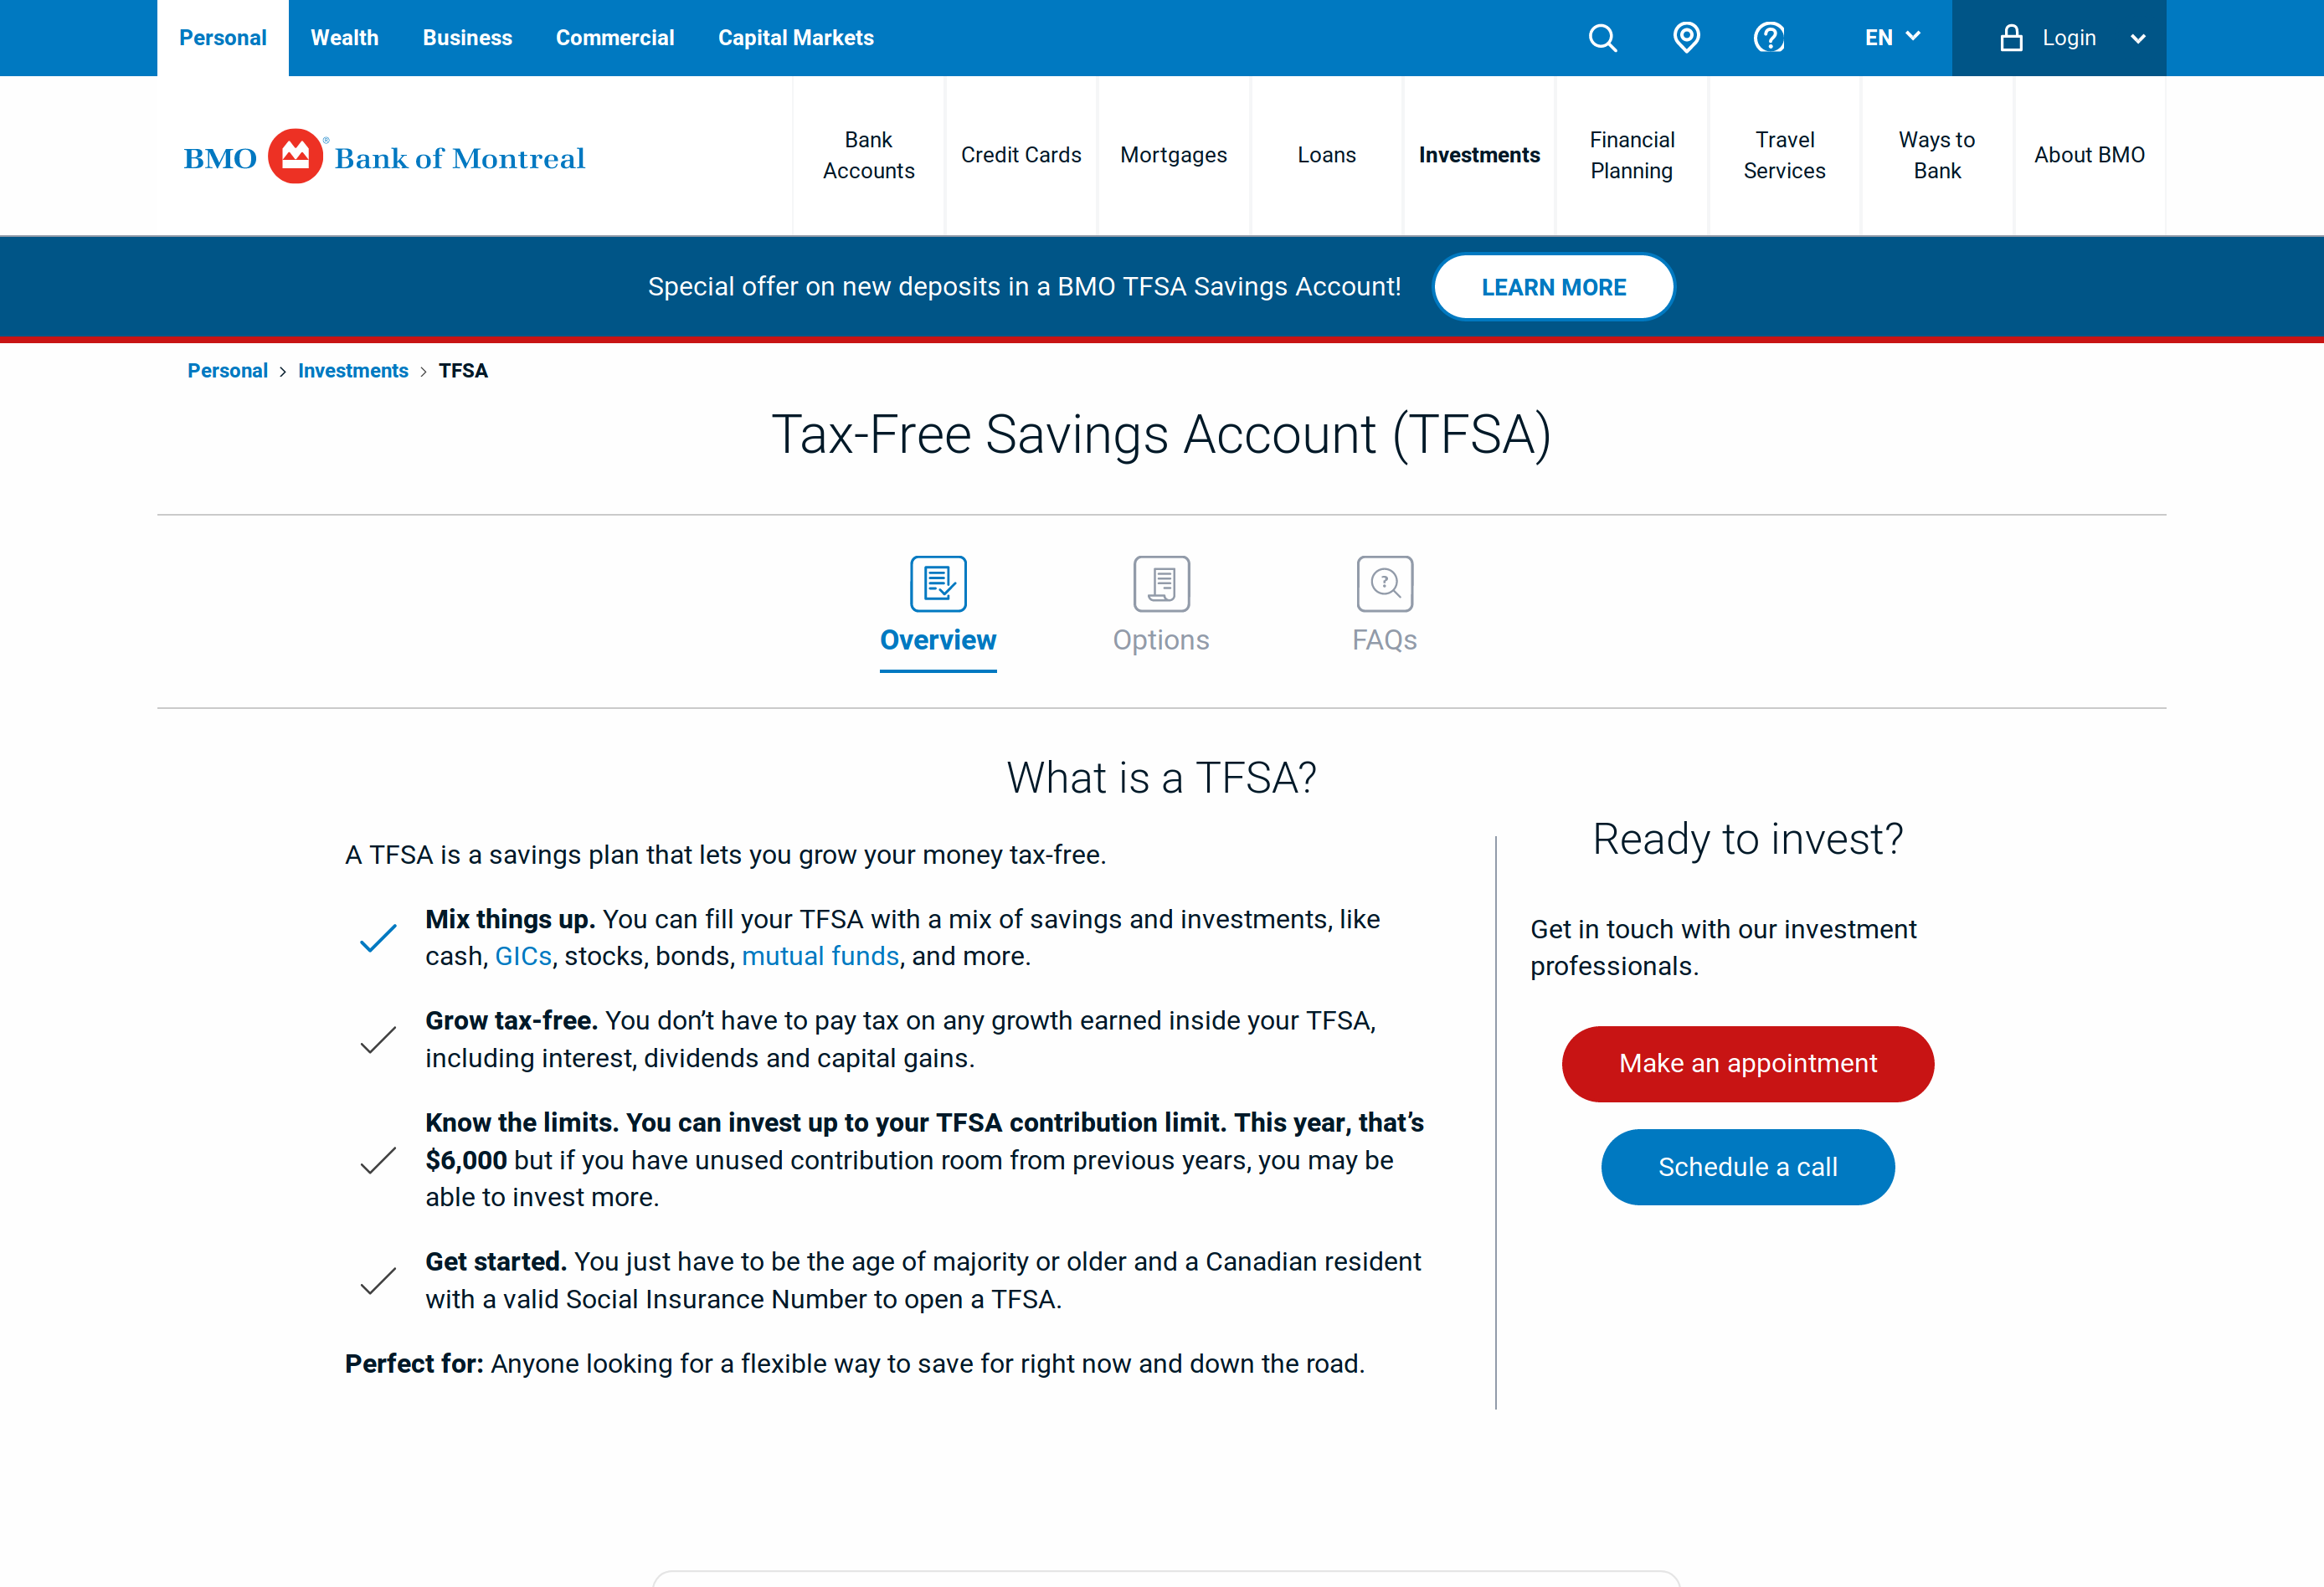 Personal Wealth Business Commercial Capital Markets EN Login
BMO ® Bank of Montreal
Bank Accounts
Credit Cards
Mortgages
Loans
Investments
Financial Planning
Travel Services
Ways to Bank
About BMO
Special offer on new deposits in a BMO TFSA Savings Account! LEARN MORE
Personal > Investments > TFSA
Tax-Free Savings Account (TFSA)
Overview Options FAQs
What is a TFSA?
A TFSA is a savings plan that lets you grow your money tax-free.
Mix things up. You can fill your TFSA with a mix of savings and investments, like
cash, GICs, stocks, bonds, mutual funds, and more.
Grow tax-free. You don’t have to pay tax on any growth earned inside your TFSA,
including interest, dividends and capital gains.
Know the limits. You can invest up to your TFSA contribution limit. This year, that’s
$6,000 but if you have unused contribution room from previous years, you may be
able to invest more.
Get started. You just have to be the age of majority or older and a Canadian resident
with a valid Social Insurance Number to open a TFSA.
Perfect for: Anyone looking for a flexible way to save for right now and down the road.
Ready to invest?
Get in touch with our investment
professionals.
Make an appointment
Schedule a call